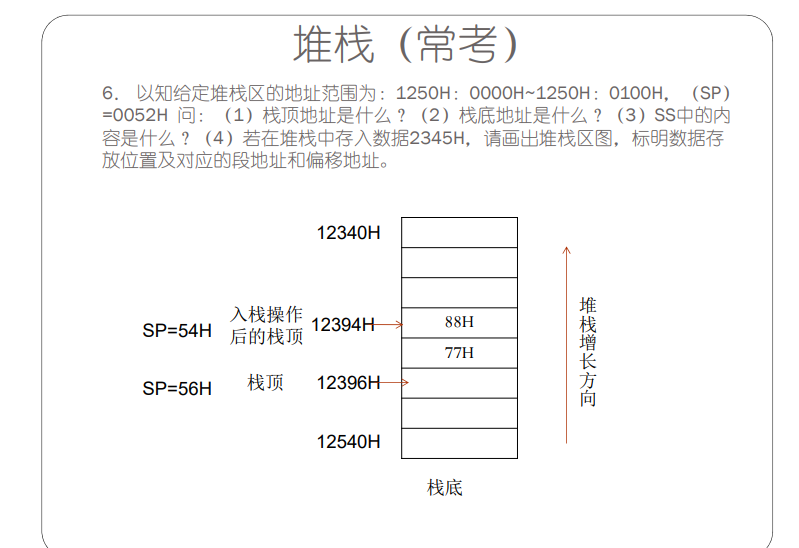 堆栈（常考）
6. 以知给定堆栈区的地址范围为：1250H：0000H~1250H：0100H，（SP）
=0052H 问：（1）栈顶地址是什么？（2）栈底地址是什么？（3）SS中的内
容是什么？（4）若在堆栈中存入数据2345H，请画出堆栈区图，标明数据存
放位置及对应的段地址和偏移地址。
12340H
SP=54H
入栈操作
后的栈顶
12394H
88H
77H
SP=56H
栈顶
12396H
12540H
栈底
堆栈增长方向